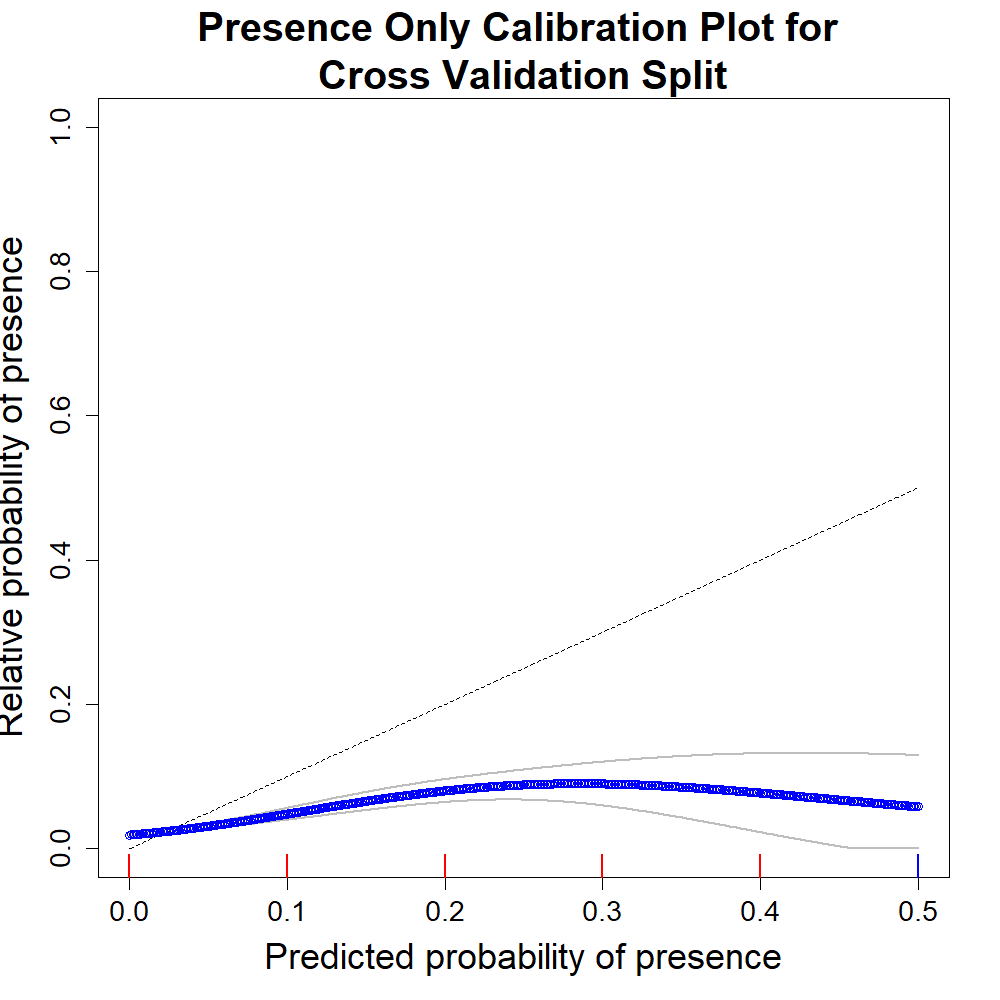 Presence Only Calibration Plot for
Cross Validation Split
Relative probability of presence
1.0
0.8
0.6
0.4
0.2
0.0
0.0 0.1 0.2 0.3 0.4 0.5
Predicted probability of presence